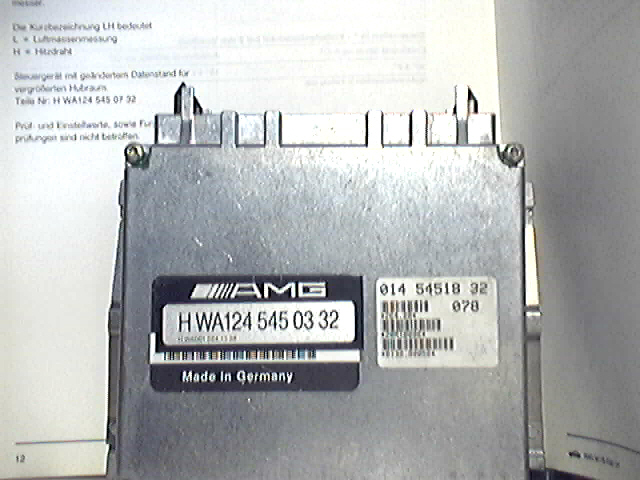 messer.
Die Kurzbezeichnung LH bedeutet
L = Luftmassenmessung
H = Hitzdraht
Steuergerät mit geändertem Datenstand für
vergrößerten Hubraum.
Teile Nr: H WA124 545 07 32
Prüf- und Einstellwerte, sowie
prüfungen sind nicht betroffen.
AMG
H WA124 545 03 32
Made in Germany
014 54518 32
078
12